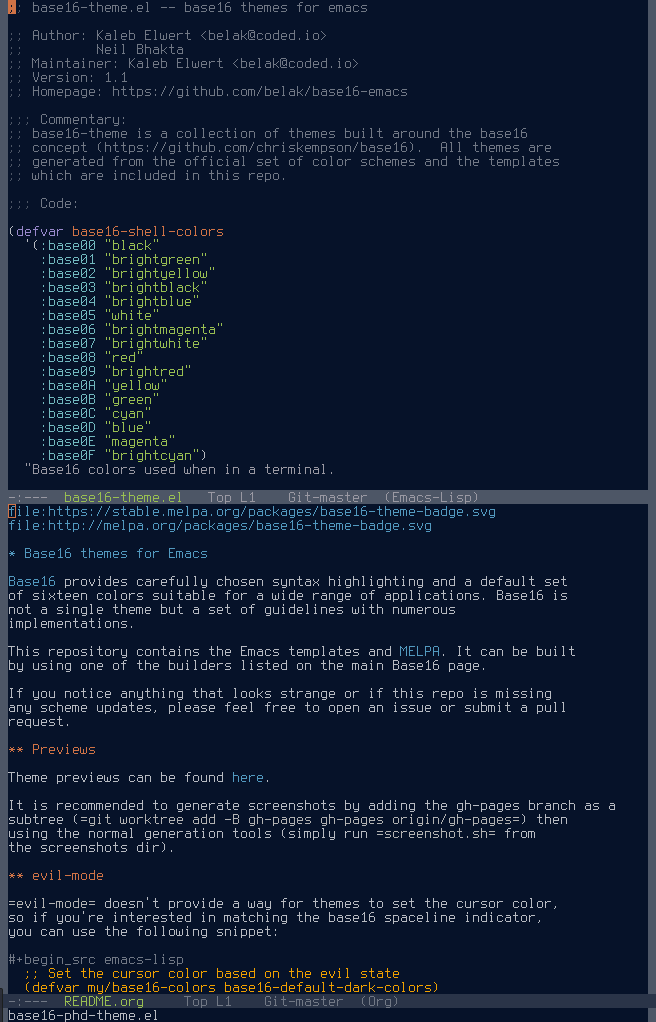 ;; base16-theme.el -- base16 themes for emacs
;; Author: Kaleb Elwert <belak@coded.io>
;;         Neil Bhakta
;; Maintainer: Kaleb Elwert <belak@coded.io>
;; Version: 1.1
;; Homepage: https://github.com/belak/base16-emacs
;;; Commentary:
;; base16-theme is a collection of themes built around the base16
;; concept (https://github.com/chriskempson/base16).  All themes are
;; generated from the official set of color schemes and the templates
;; which are included in this repo.
;;; Code:
(defvar base16-shell-colors
  '(:base00 "black"
    :base01 "brightgreen"
    :base02 "brightyellow"
    :base03 "brightblack"
    :base04 "brightblue"
    :base05 "white"
    :base06 "brightmagenta"
    :base07 "brightwhite"
    :base08 "red"
    :base09 "brightred"
    :base0A "yellow"
    :base0B "green"
    :base0C "cyan"
    :base0D "blue"
    :base0E "magenta"
    :base0F "brightcyan")
  "Base16 colors used when in a terminal.
-:---  base16-theme.el   Top L1    Git-master  (Emacs-Lisp)
file:https://stable.melpa.org/packages/base16-theme-badge.svg
file:http://melpa.org/packages/base16-theme-badge.svg
* Base16 themes for Emacs
Base16 provides carefully chosen syntax highlighting and a default set
of sixteen colors suitable for a wide range of applications. Base16 is
not a single theme but a set of guidelines with numerous
implementations.
This repository contains the Emacs templates and MELPA. It can be built
by using one of the builders listed on the main Base16 page.
If you notice anything that looks strange or if this repo is missing
any scheme updates, please feel free to open an issue or submit a pull
request.
** Previews
Theme previews can be found here.
It is recommended to generate screenshots by adding the gh-pages branch as a
subtree (=git worktree add -B gh-pages gh-pages origin/gh-pages=) then
using the normal generation tools (simply run =screenshot.sh= from
the screenshots dir).
** evil-mode
=evil-mode= doesn't provide a way for themes to set the cursor color,
so if you're interested in matching the base16 spaceline indicator,
you can use the following snippet:
#+begin_src emacs-lisp
  ;; Set the cursor color based on the evil state
  (defvar my/base16-colors base16-default-dark-colors)
-:---  README.org     Top L1    Git-master  (Org)
base16-phd-theme.el